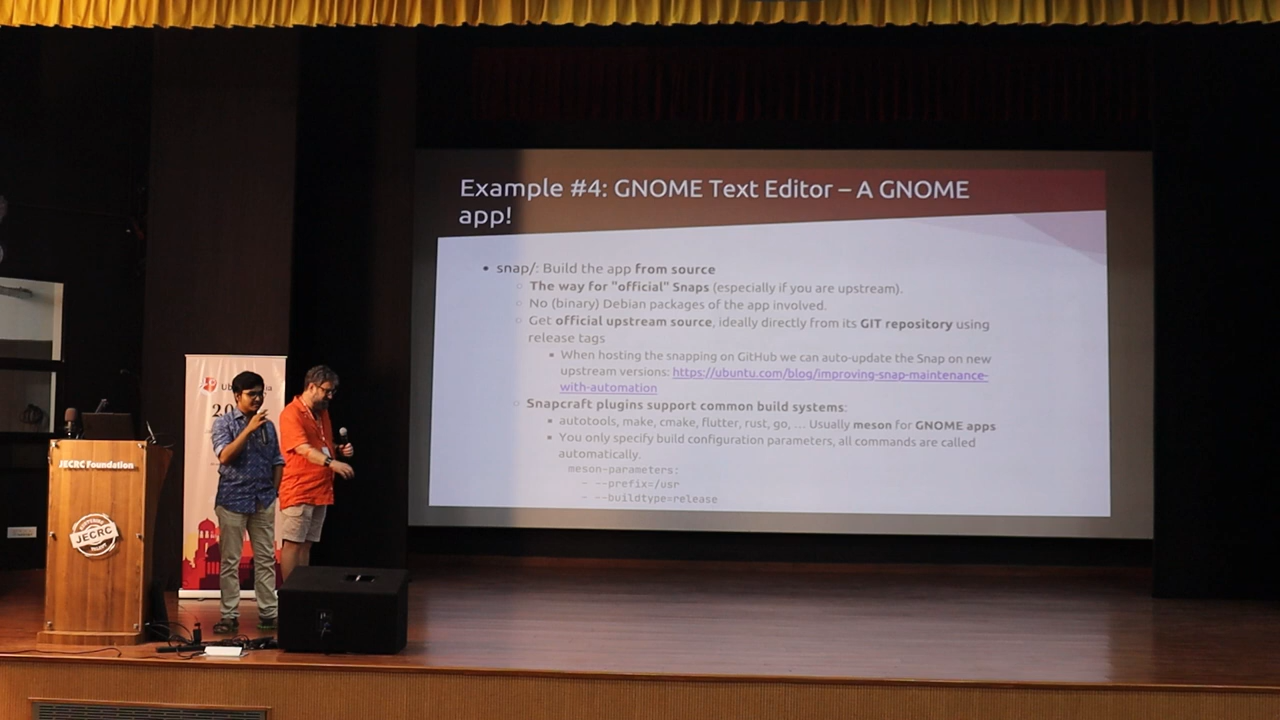 Example #4: GNOME Text Editor – A GNOME
app!
• snap/: Build the app from source
○ The way for "official" Snaps (especially if you are upstream).
○ No (binary) Debian packages of the app involved.
○ Get official upstream source, ideally directly from its GIT repository using
release tags
▪ When hosting the snapping on GitHub we can auto-update the Snap on new
upstream versions: https://ubuntu.com/blog/improving-snap-maintenance-
with-automation
○ Snapcraft plugins support common build systems:
▪ autotools, make, cmake, flutter, rust, go, … Usually meson for GNOME apps
▪ You only specify build configuration parameters, all commands are called
automatically.
meson-parameters:
- --prefix=/usr
- --buildtype=release
JECRC Foundation
JECRC